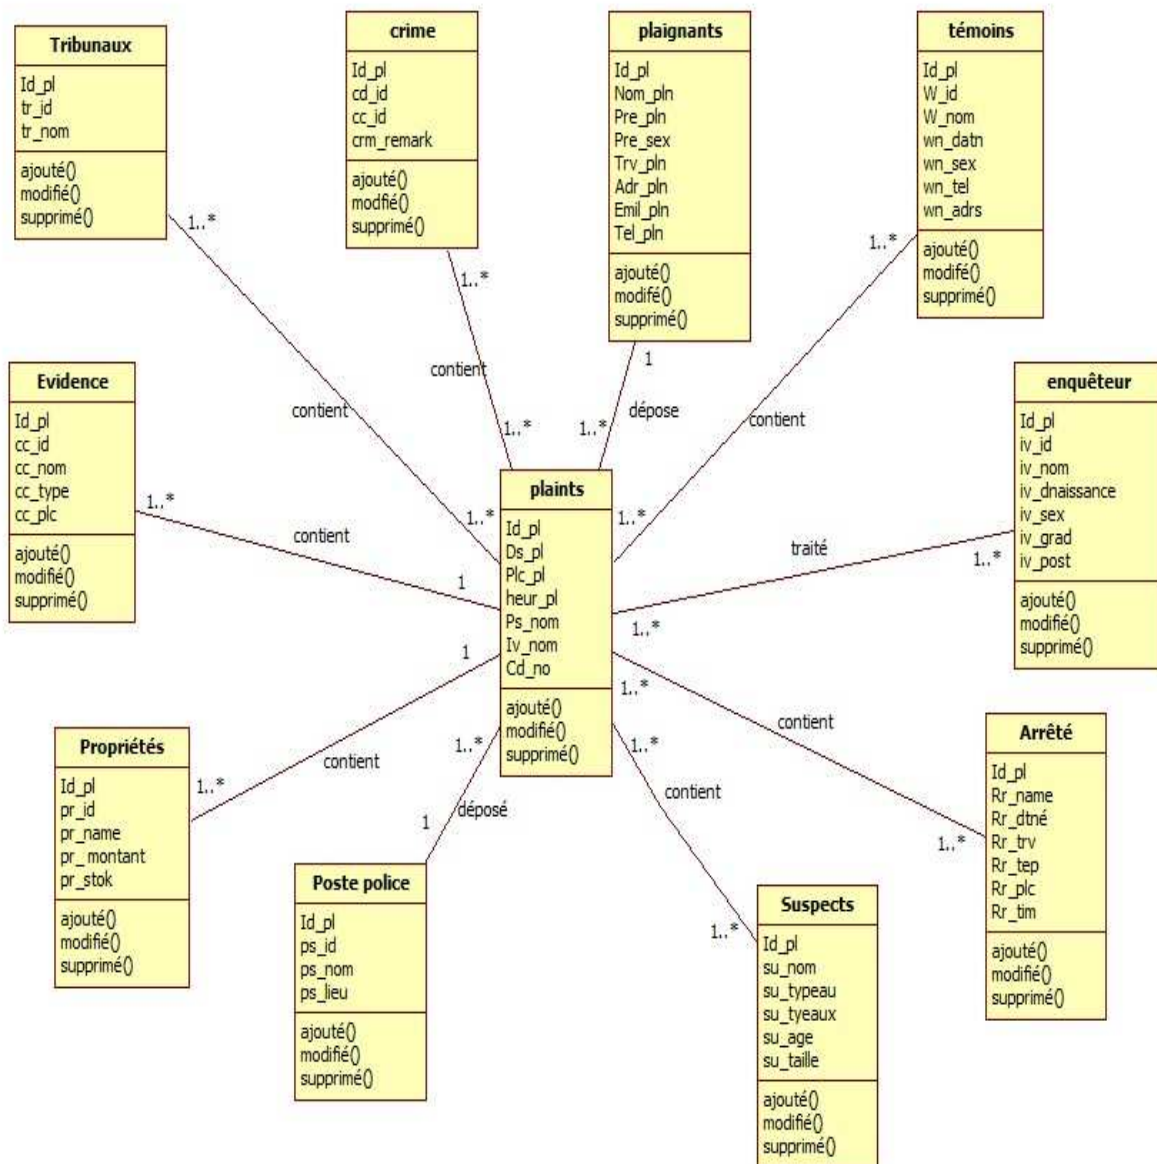 Tribunaux
Id_pl
tr_id
tr_nom
ajouté()
modifié()
supprimé()
crime
Id_pl
cd_id
cc_id
crm_remark
ajouté()
modfié()
supprimé()
plaignants
Id_pl
Nom_pln
Pre_pln
Pre_sex
Trv_pln
Adr_pln
Emil_pln
Tel_pln
ajouté()
modifé()
supprimé()
témoins
Id_pl
W_id
W_nom
wn_datn
wn_sex
wn_tel
wn_adrs
ajouté()
modifé()
supprimé()
1..*
1..*
1
1..*
contient
contient
dépose
contient
1..*
1..*
1..*
1..*
Evidence
Id_pl
cc_id
cc_nom
cc_type
cc_plc
ajouté()
modifié()
supprimé()
1..*
contient
1
plaints
Id_pl
Ds_pl
Plc_pl
heur_pl
Ps_nom
Iv_nom
Cd_no
ajouté()
modifié()
supprimé()
enquêteur
Id_pl
iv_id
iv_nom
iv_dnaissance
iv_sex
iv_grad
iv_post
ajouté()
modifié()
supprimé()
traité
1..*
1..*
Propriétés
Id_pl
pr_id
pr_name
pr_ montant
pr_stok
ajouté()
modifié()
supprimé()
1
contient
1..*
1..*
déposé
1
Poste police
Id_pl
ps_id
ps_nom
ps_lieu
ajouté()
modifié()
supprimé()
1..*
contient
1..*
Suspects
Id_pl
su_nom
su_typeau
su_tyeaux
su_age
su_taille
ajouté()
modifié()
supprimé()
1..*
contient
1..*
Arrêté
Id_pl
Rr_name
Rr_dtné
Rr_trv
Rr_tep
Rr_plc
Rr_tim
ajouté()
modifié()
supprimé()